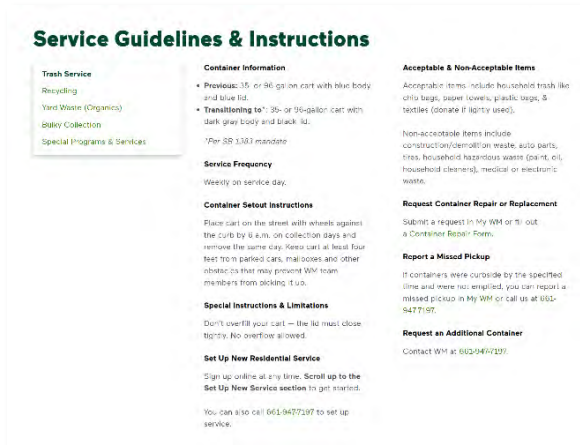 Service Guidelines & Instructions
Trash Service
Recycling
Yard Waste (Organics)
Bulky Collection
Special Programs & Services
Container Information
• Previous: 35- or 96-gallon cart with blue body
and blue lid.
• Transitioning to*: 35- or 96-gallon cart with
dark gray body and black lid.
*Per SB 1383 mandate
Service Frequency
Weekly on service day.
Container Setout Instructions
Place cart on the street with wheels against
the curb by 6 a.m. on collection days and
remove the same day. Keep cart at least four
feet from parked cars, mailboxes and other
obstacles that may prevent WM team
members from picking it up.
Special Instructions & Limitations
Don't overfill your cart — the lid must close
tightly. No overflow allowed.
Set Up New Residential Service
Sign up online at any time. Scroll up to the
Set Up New Service section to get started.
You can also call 661-947-7197 to set up
service.
Acceptable & Non-Acceptable Items
Acceptable items include household trash like
chip bags, paper towels, plastic bags, &
textiles (donate if lightly used).
Non-acceptable items include
construction/demolition waste, auto parts,
tires, household hazardous waste (paint, oil,
household cleaners), medical or electronic
waste.
Request Container Repair or Replacement
Submit a request in My WM or fill out
a Container Repair Form.
Report a Missed Pickup
If containers were curbside by the specified
time and were not emptied, you can report a
missed pickup in My WM or call us at 661-
947-7197.
Request an Additional Container
Contact WM at 661-947-7197.